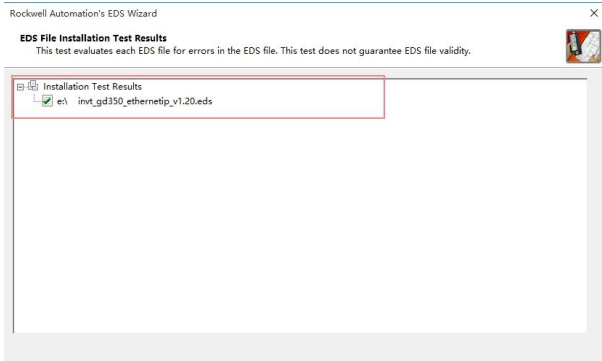 Rockwell Automation's EDS Wizard
EDS File Installation Test Results
This test evaluates each EDS file for errors in the EDS file. This test does not guarantee EDS file validity.
Installation Test Results
e:\ invt_gd350_ethernetip_v1.20.eds